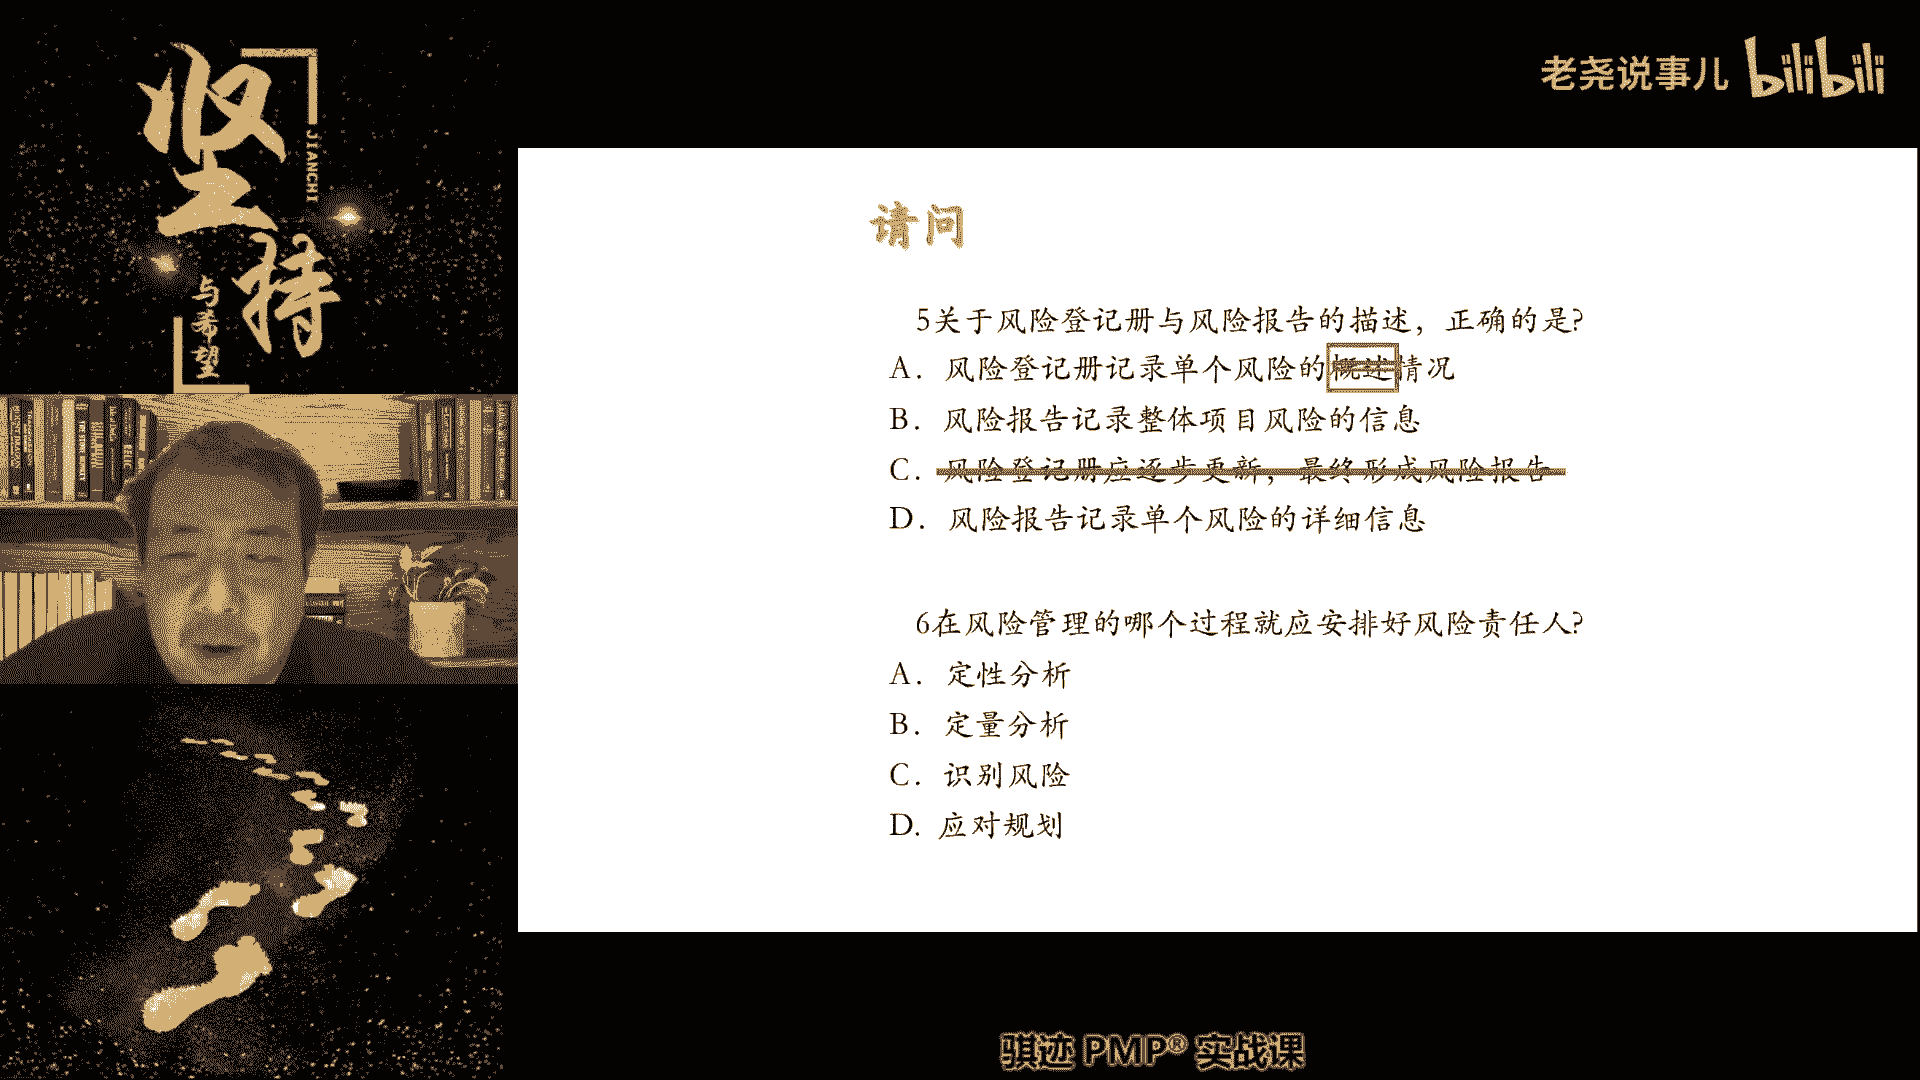 坚持
JIANCHI
与希望
老尧说事儿 bilibili
请问
5关于风险登记册与风险报告的描述，正确的是?
A. 风险登记册记录单个风险的概述情况
B. 风险报告记录整体项目风险的信息
C. 风险登记册应逐步更新，最终形成风险报告
D. 风险报告记录单个风险的详细信息
6在风险管理的哪个过程就应安排好风险责任人?
A. 定性分析
B. 定量分析
C. 识别风险
D. 应对规划
骐迹 PMP® 实战课